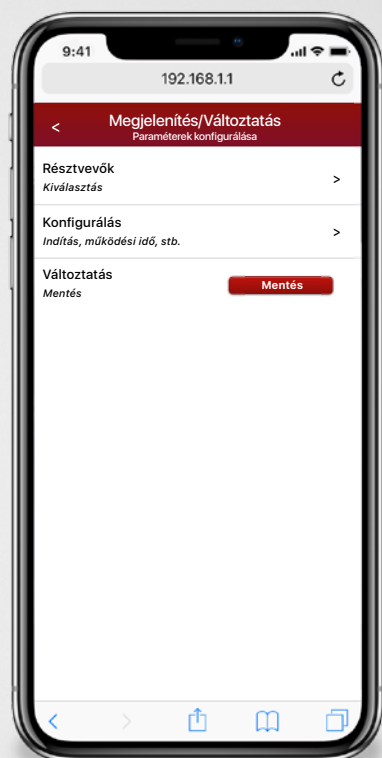 9:41
192.168.1.1
< Megjelenítés/Változtatás
Paraméterek konfigurálása
Résztvevők
Kiválasztás
>
Konfigurálás
Indítás, működési idő, stb.
>
Változtatás
Mentés
Mentés